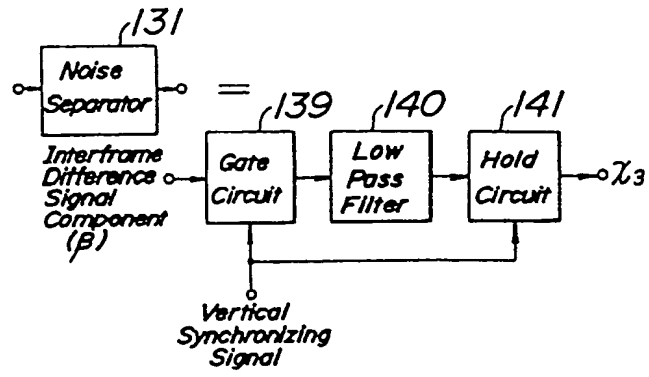 131
Noise
Separator
=
139
140
141
Interframe
Difference
Signal
Component
(β)
Gate
Circuit
Low
Pass
Filter
Hold
Circuit
χ3
Vertical
Synchronizing
Signal